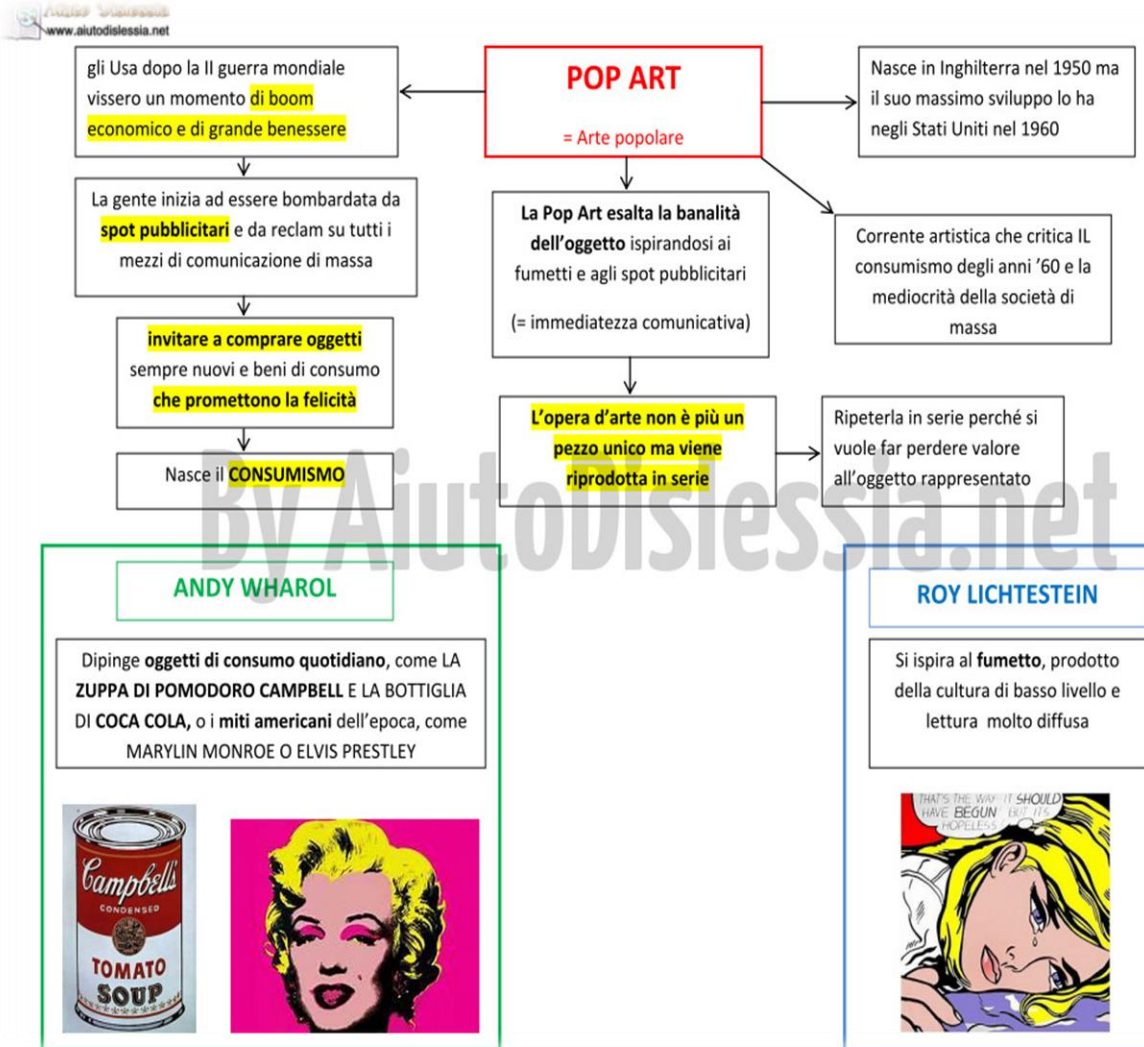 www.aiutodislessia.net
gli Usa dopo la II guerra mondiale
vissero un momento di boom
economico e di grande benessere
POP ART
= Arte popolare
Nasce in Inghilterra nel 1950 ma
il suo massimo sviluppo lo ha
negli Stati Uniti nel 1960
La gente inizia ad essere bombardata da
spot pubblicitari e da reclam su tutti i
mezzi di comunicazione di massa
La Pop Art esalta la banalità
dell'oggetto ispirandosi ai
fumetti e agli spot pubblicitari
(= immediatezza comunicativa)
Corrente artistica che critica IL
consumismo degli anni '60 e la
mediocrità della società di
massa
invitare a comprare oggetti
sempre nuovi e beni di consumo
che promettono la felicità
L'opera d'arte non è più un
pezzo unico ma viene
riprodotta in serie
Ripeterla in serie perché si
vuole far perdere valore
all'oggetto rappresentato
Nasce il CONSUMISMO
By AiutoDislessia.net
ANDY WHAROL
Dipinge oggetti di consumo quotidiano, come LA
ZUPPA DI POMODORO CAMPBELL E LA BOTTIGLIA
DI COCA COLA, o i miti americani dell'epoca, come
MARYLIN MONROE O ELVIS PRESTLEY
Campbell's
CONDENSED
TOMATO
SOUP
ROY LICHTESTEIN
Si ispira al fumetto, prodotto
della cultura di basso livello e
lettura molto diffusa
THAT'S THE WAY IT SHOULD
HAVE BEGUN BUT IT'S
HOPELESS